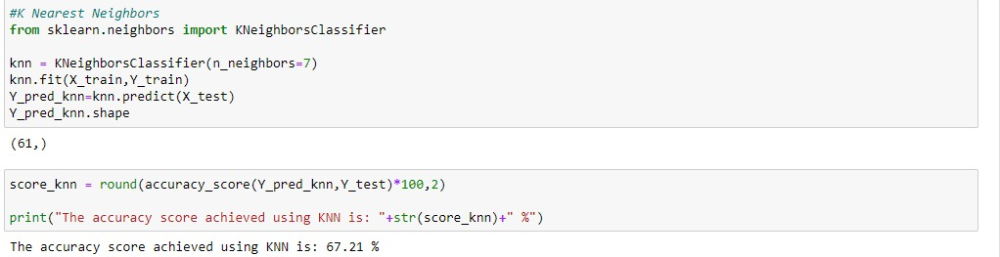 #K Nearest Neighbors
from sklearn.neighbors import KNeighborsClassifier
knn = KNeighborsClassifier(n_neighbors=7)
knn.fit(X_train,Y_train)
Y_pred_knn=knn.predict(X_test)
Y_pred_knn.shape
(61,)
score_knn = round(accuracy_score(Y_pred_knn,Y_test)*100,2)
print("The accuracy score achieved using KNN is: "+str(score_knn)+" %")
The accuracy score achieved using KNN is: 67.21 %